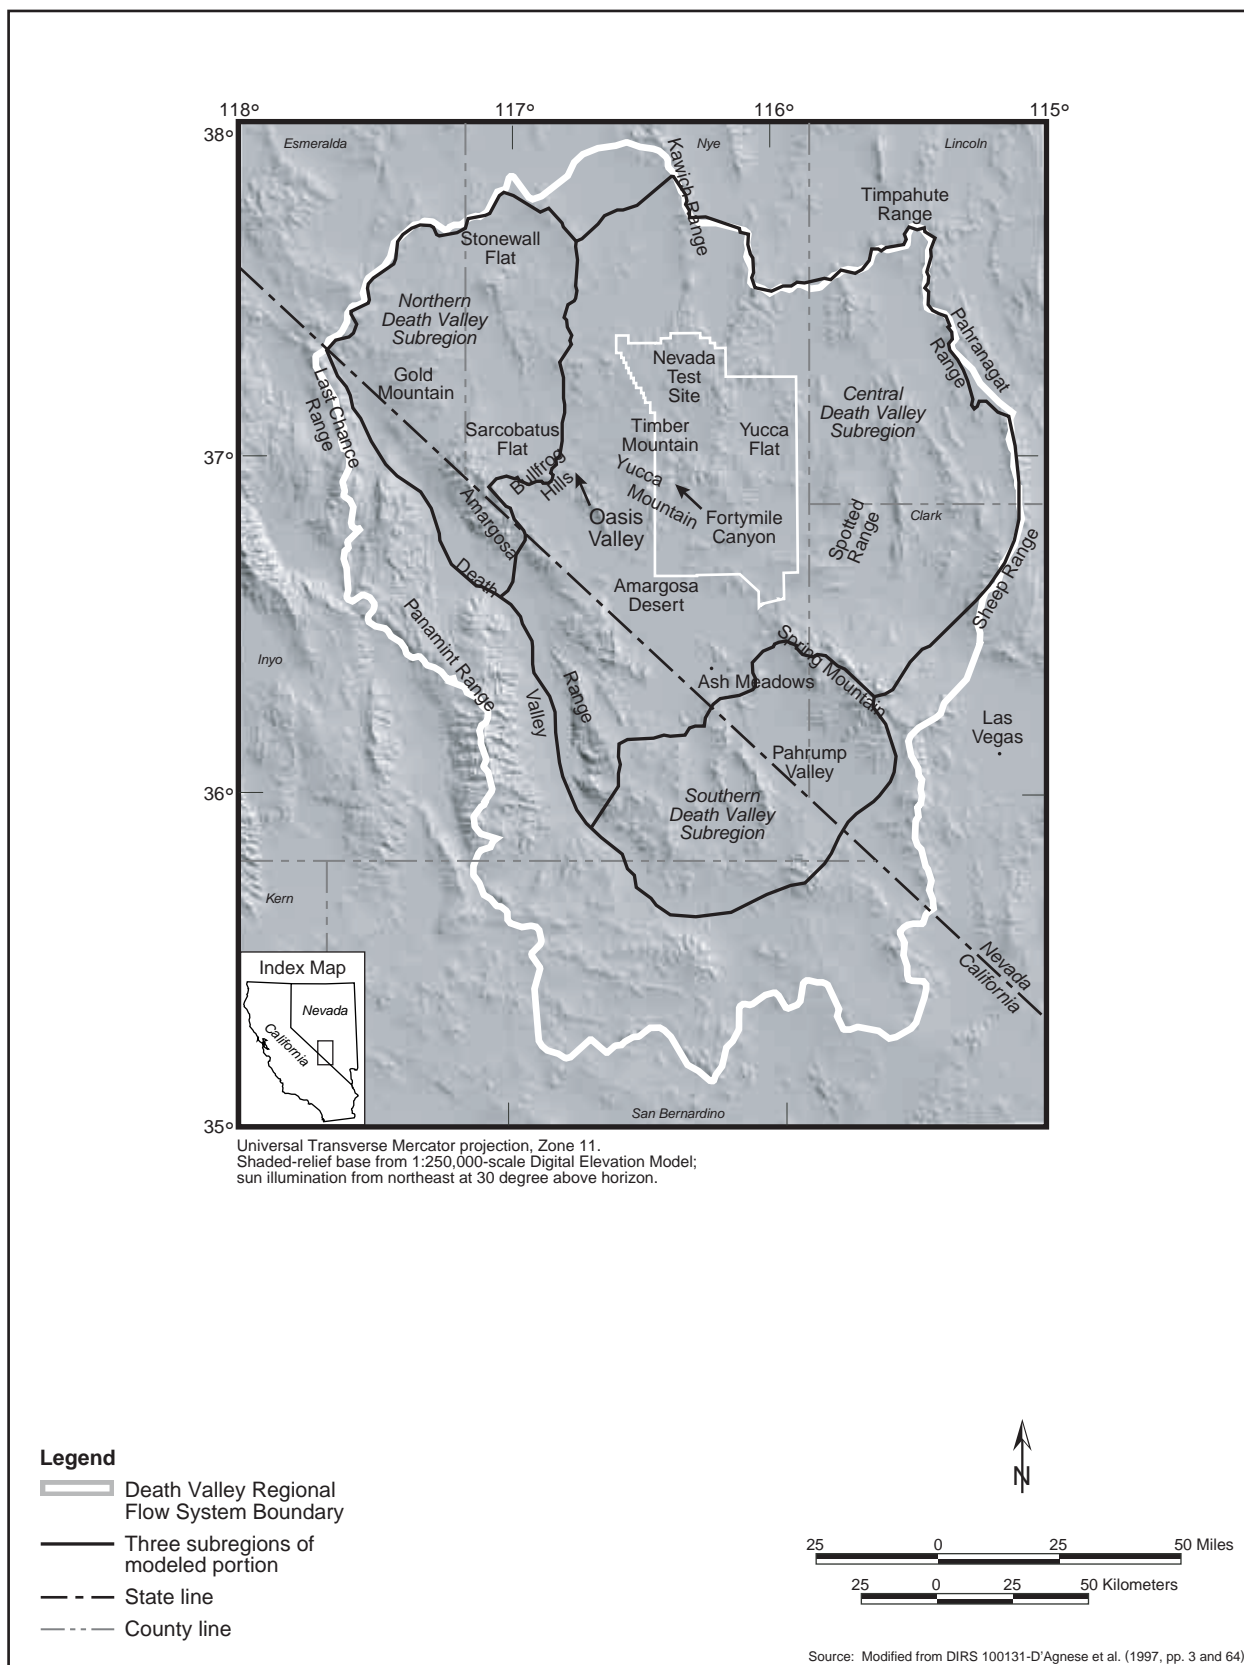 118° 117° 116° 115°
38°
Esmeralda
Nye
Lincoln
Kawich Range
Timpahute
Range
Stonewall
Flat
Northern
Death Valley
Subregion
Pahranagat
Range
Nevada
Test
Site
Gold
Mountain
Central
Death Valley
Subregion
Last Chance
Range
Sarcobatus
Flat
Timber
Mountain
Yucca
Flat
37°
Bullfrog
Hills
Yucca
Mountain
Amargosa
Oasis
Valley
Fortymile
Canyon
Spotted
Range
Clark
Death
Amargosa
Desert
Sheep Range
Panamint Range
Inyo
Spring Mountain
Ash Meadows
Range
Valley
Las
Vegas
Pahrump
Valley
36°
Southern
Death Valley
Subregion
Kern
Nevada
California
Index Map
Nevada
California
San Bernardino
35°
Universal Transverse Mercator projection, Zone 11.
Shaded-relief base from 1:250,000-scale Digital Elevation Model;
sun illumination from northeast at 30 degree above horizon.
Legend
Death Valley Regional
Flow System Boundary
Three subregions of
modeled portion
State line
County line
N
25 0 25 50 Miles
25 0 25 50 Kilometers
Source: Modified from DIRS 100131-D'Agnese et al. (1997, pp. 3 and 64)